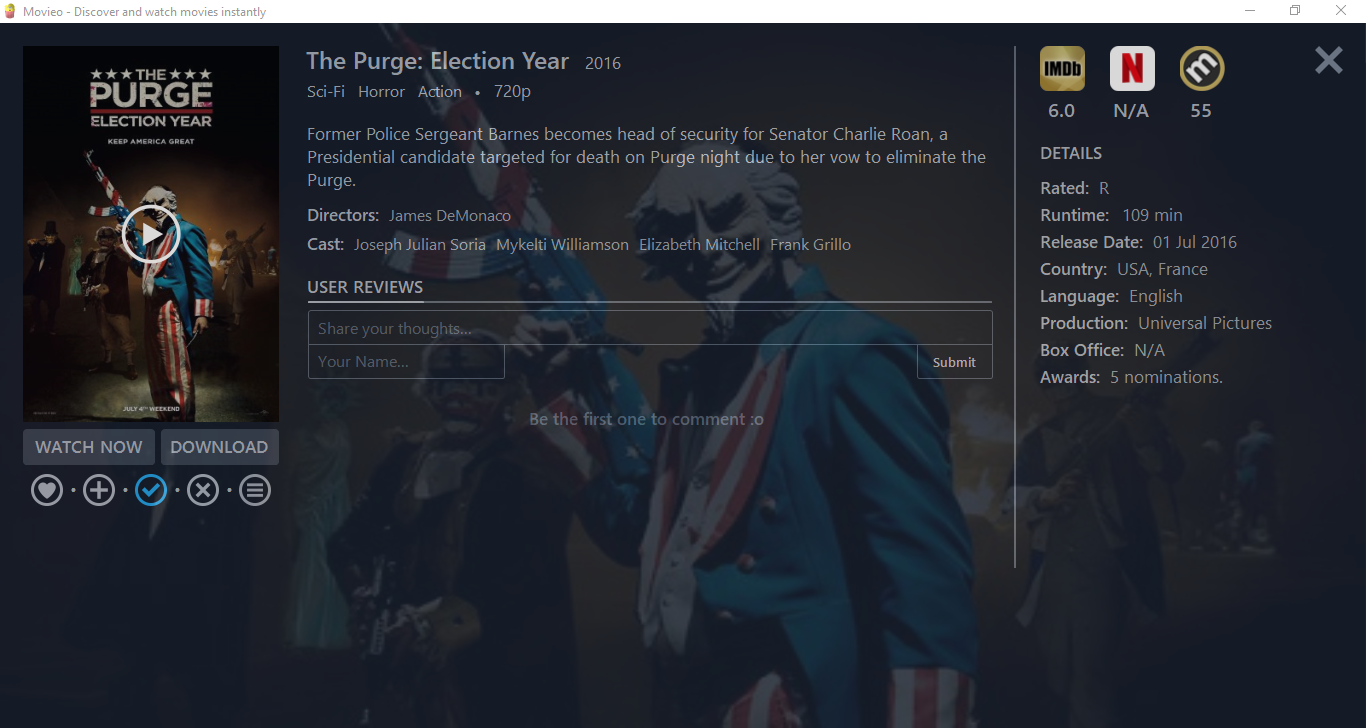 Movieo - Discover and watch movies instantly
★★★THE★★★
PURGE
ELECTION YEAR
KEEP AMERICA GREAT
JULY 4TH WEEKEND
WATCH NOW
DOWNLOAD
The Purge: Election Year 2016
Sci-Fi Horror Action • 720p
Former Police Sergeant Barnes becomes head of security for Senator Charlie Roan, a
Presidential candidate targeted for death on Purge night due to her vow to eliminate the
Purge.
Directors: James DeMonaco
Cast: Joseph Julian Soria Mykelti Williamson Elizabeth Mitchell Frank Grillo
USER REVIEWS
Share your thoughts...
Your Name...
Submit
Be the first one to comment :o
IMDb N m
6.0 N/A 55
DETAILS
Rated: R
Runtime: 109 min
Release Date: 01 Jul 2016
Country: USA, France
Language: English
Production: Universal Pictures
Box Office: N/A
Awards: 5 nominations.